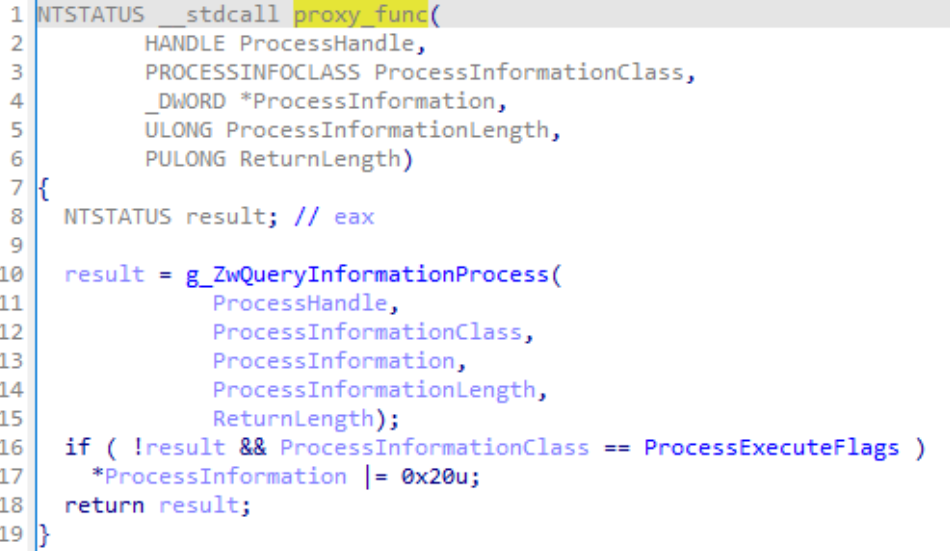 1 NTSTATUS __stdcall proxy_func(
2         HANDLE ProcessHandle,
3         PROCESSINFOCLASS ProcessInformationClass,
4         _DWORD *ProcessInformation,
5         ULONG ProcessInformationLength,
6         PULONG ReturnLength)
7 {
8   NTSTATUS result; // eax
9
10   result = g_ZwQueryInformationProcess(
11              ProcessHandle,
12              ProcessInformationClass,
13              ProcessInformation,
14              ProcessInformationLength,
15              ReturnLength);
16   if ( !result && ProcessInformationClass == ProcessExecuteFlags )
17     *ProcessInformation |= 0x20u;
18   return result;
19 }